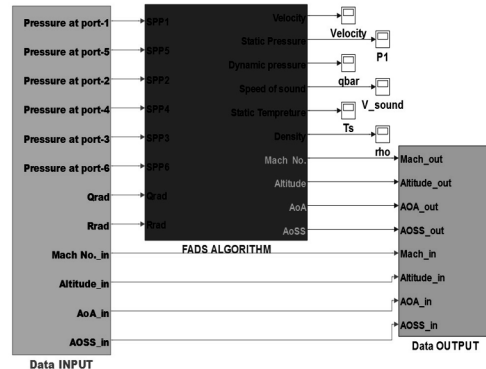 Pressure at port-1
Pressure at port-5
Pressure at port-2
Pressure at port-4
Pressure at port-3
Pressure at port-6
Qrad
Rrad
Mach No._in
Altitude_in
AoA_in
AOSS_in
Data INPUT
SPP1
SPP5
SPP2
SPP4
SPP3
SPP6
Qrad
Rrad
Velocity
Static Pressure
Dynamic pressure
Speed of sound
Static Tempreture
Density
Mach No.
Altitude
AoA
AoSS
FADS ALGORITHM
Velocity
P1
qbar
V_sound
Ts
rho
Mach_out
Altitude_out
AOA_out
AOSS_out
Mach_in
Altitude_in
AOA_in
AOSS_in
Data OUTPUT